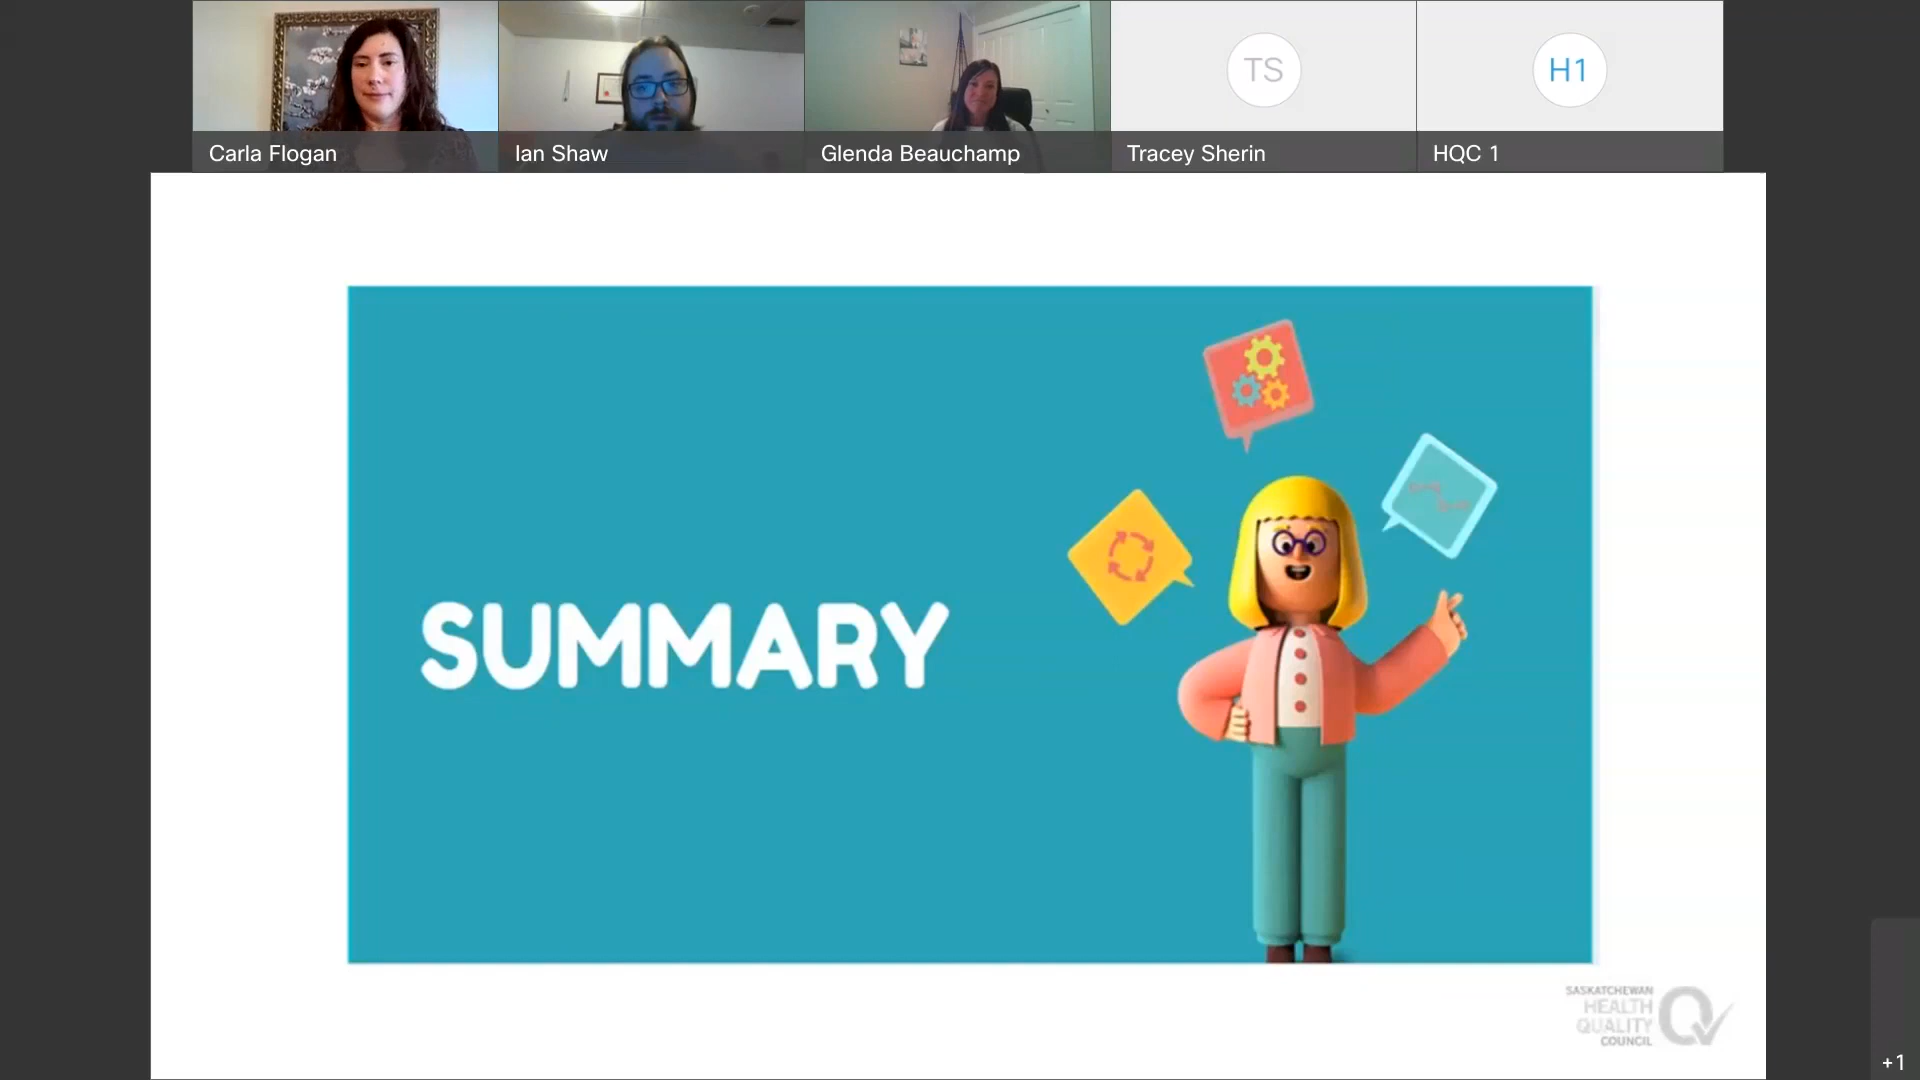 TS
H1
Carla Flogan
Ian Shaw
Glenda Beauchamp
Tracey Sherin
HQC 1
SUMMARY
SASKATCHEWAN
HEALTH
QUALITY
COUNCIL
+1